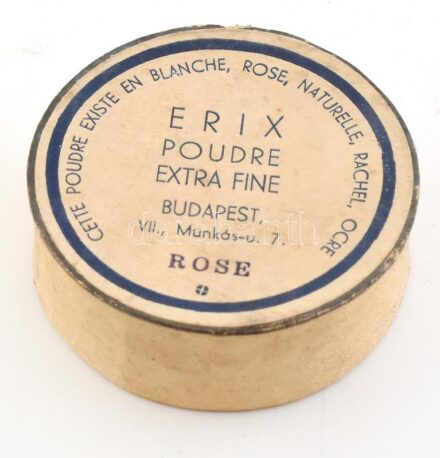 CETTE POUDRE EXISTE EN BLANCHE, ROSE, NATURELLE, RACHEL, OCRE
ERIX
POUDRE
EXTRA FINE
BUDAPEST,
VII., Munkás-u. 7.
ROSE